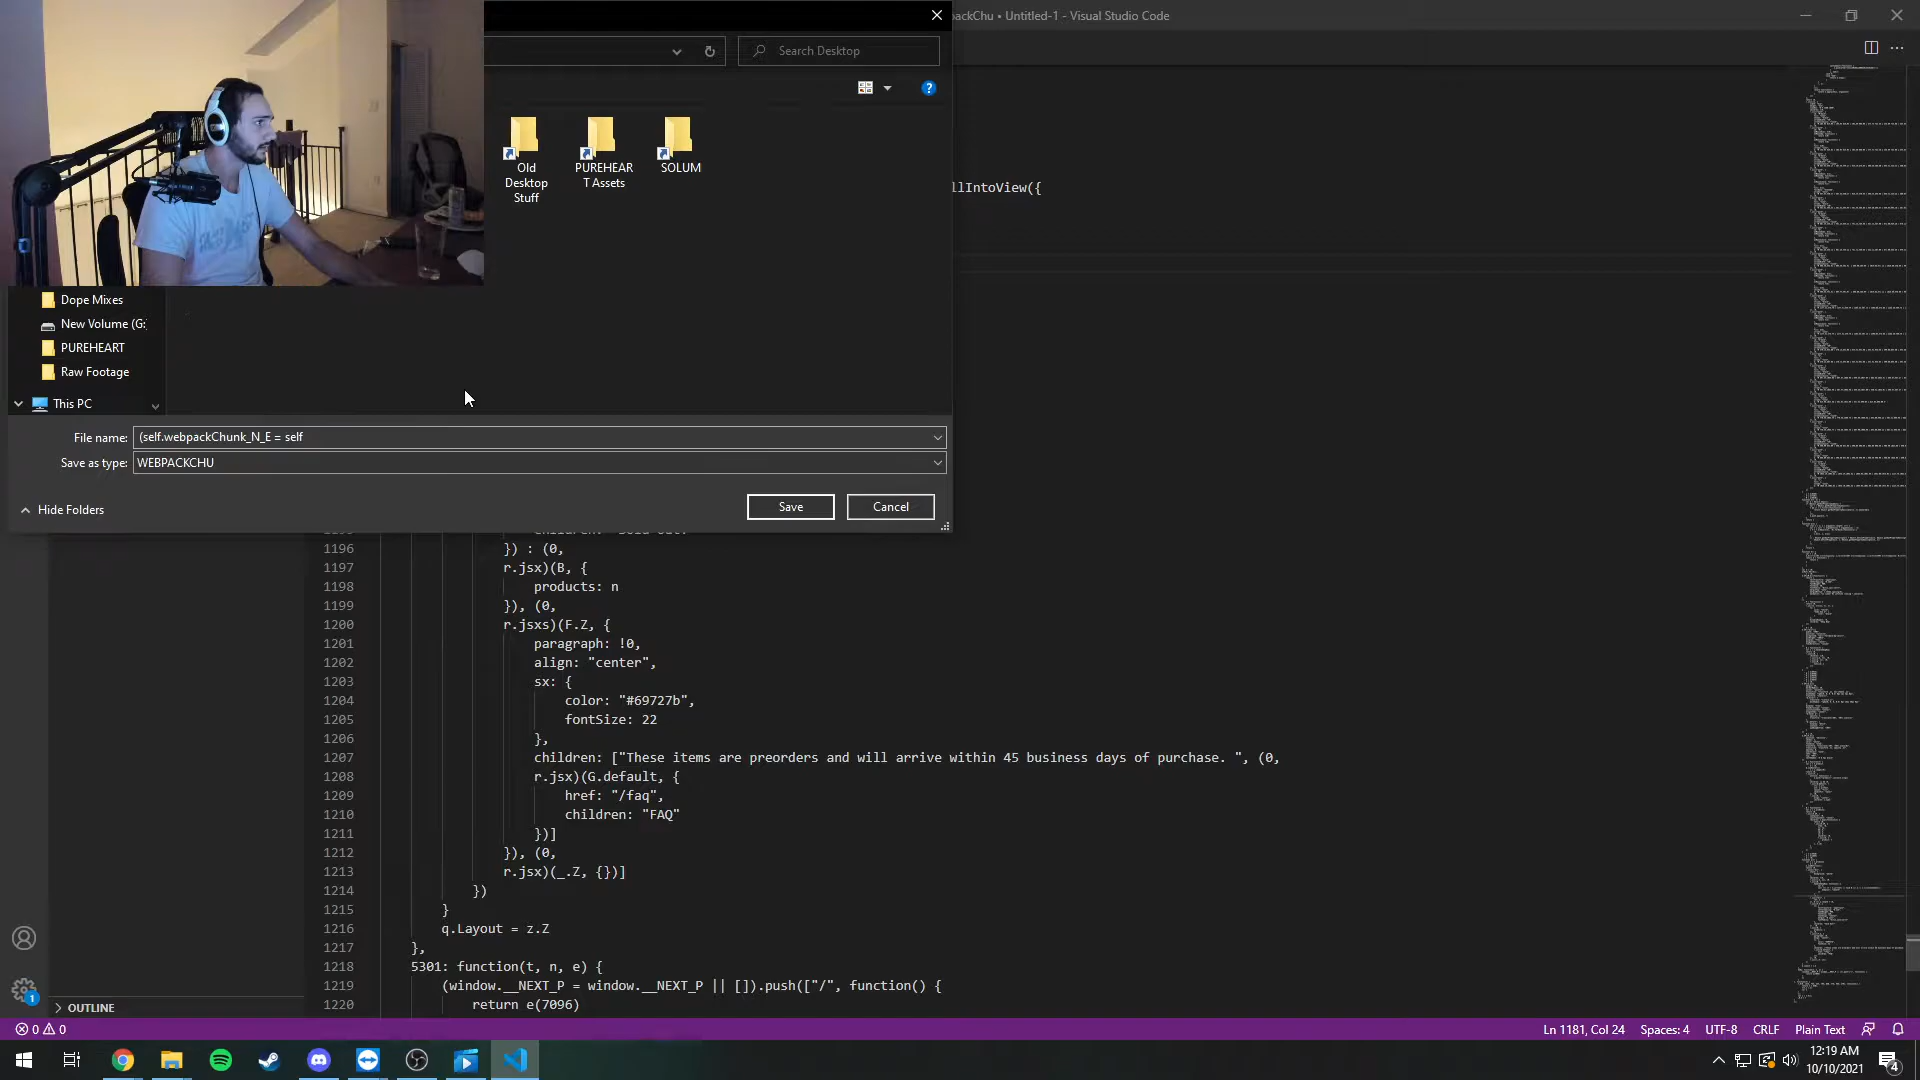 ackChu • Untitled-1 - Visual Studio Code
Search Desktop
Old
Desktop
Stuff
PUREHEAR
T Assets
SOLUM
llIntoView({
Dope Mixes
New Volume (G:
PUREHEART
Raw Footage
This PC
File name: (self.webpackChunk_N_E = self
Save as type: WEBPACKCHU
Hide Folders
Save
Cancel
1196 }) : (0,
1197 r.jsx)(B, {
1198 products: n
1199 }), (0,
1200 r.jsxs)(F.Z, {
1201 paragraph: !0,
1202 align: "center",
1203 sx: {
1204 color: "#69727b",
1205 fontSize: 22
1206 },
1207 children: ["These items are preorders and will arrive within 45 business days of purchase. ", (0,
1208 r.jsx)(G.default, {
1209 href: "/faq",
1210 children: "FAQ"
1211 })]
1212 }), (0,
1213 r.jsx)(_.Z, {})]
1214 })
1215 }
1216 q.Layout = z.Z
1217 },
1218 5301: function(t, n, e) {
1219 (window.__NEXT_P = window.__NEXT_P || []).push(["/", function() {
1220 return e(7096)
1
OUTLINE
0 0
Ln 1181, Col 24
Spaces: 4
UTF-8
CRLF
Plain Text
12:19 AM
10/10/2021
4